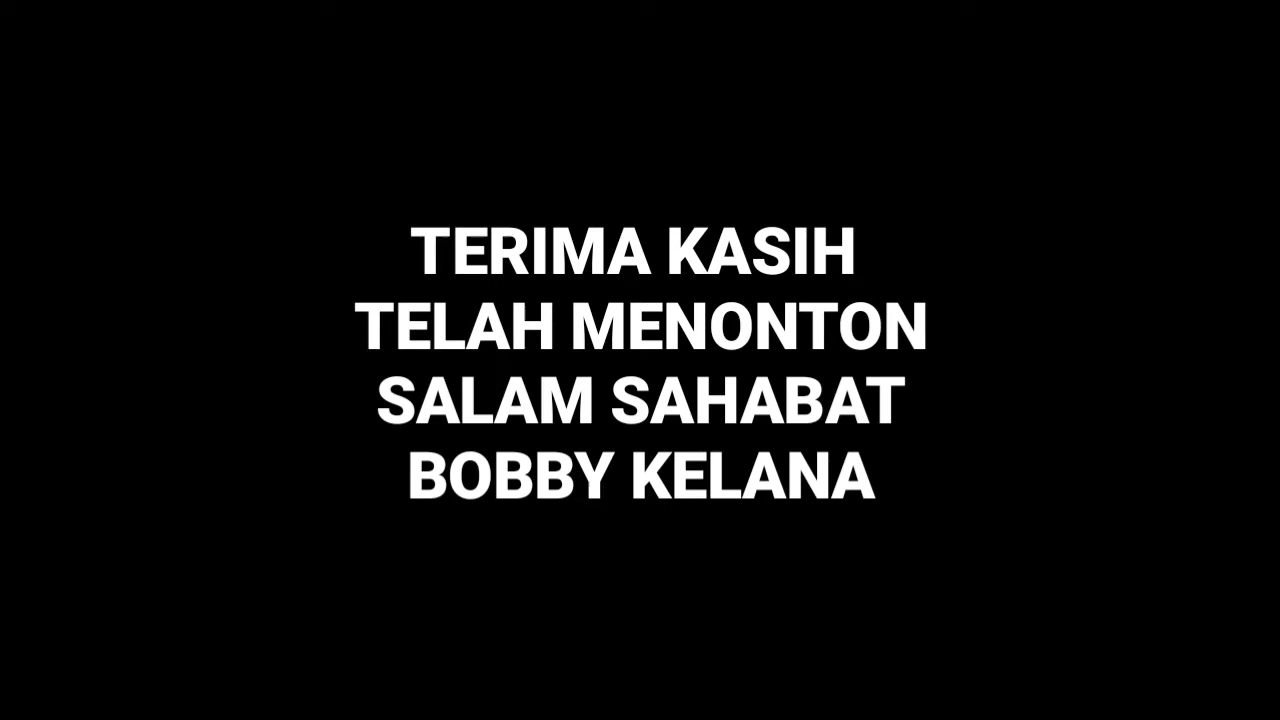 TERIMA KASIH
TELAH MENONTON
SALAM SAHABAT
BOBBY KELANA